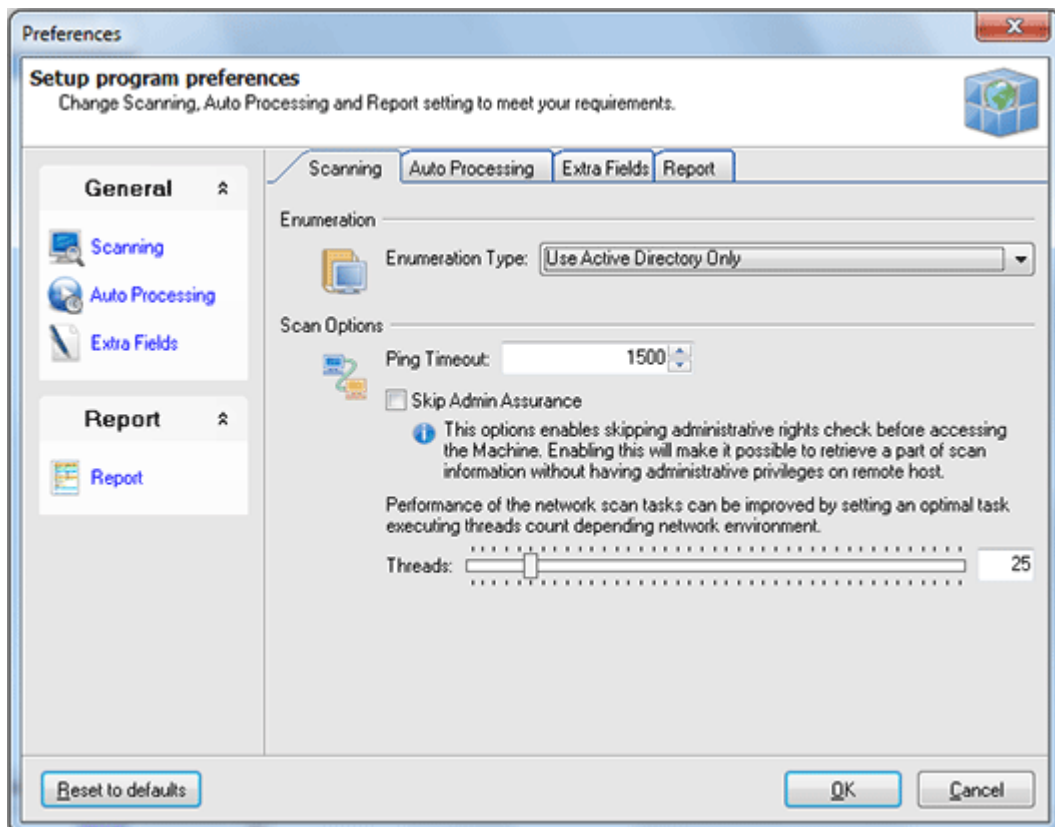 Preferences
Setup program preferences
Change Scanning, Auto Processing and Report setting to meet your requirements.
General
Scanning
Auto Processing
Extra Fields
Report
Report
Scanning
Auto Processing
Extra Fields
Report
Enumeration
Enumeration Type:
Use Active Directory Only
Scan Options
Ping Timeout:
1500
Skip Admin Assurance
This options enables skipping administrative rights check before accessing
the Machine. Enabling this will make it possible to retrieve a part of scan
information without having administrative privileges on remote host.
Performance of the network scan tasks can be improved by setting an optimal task
executing threads count depending network environment.
Threads:
25
Reset to defaults
OK
Cancel